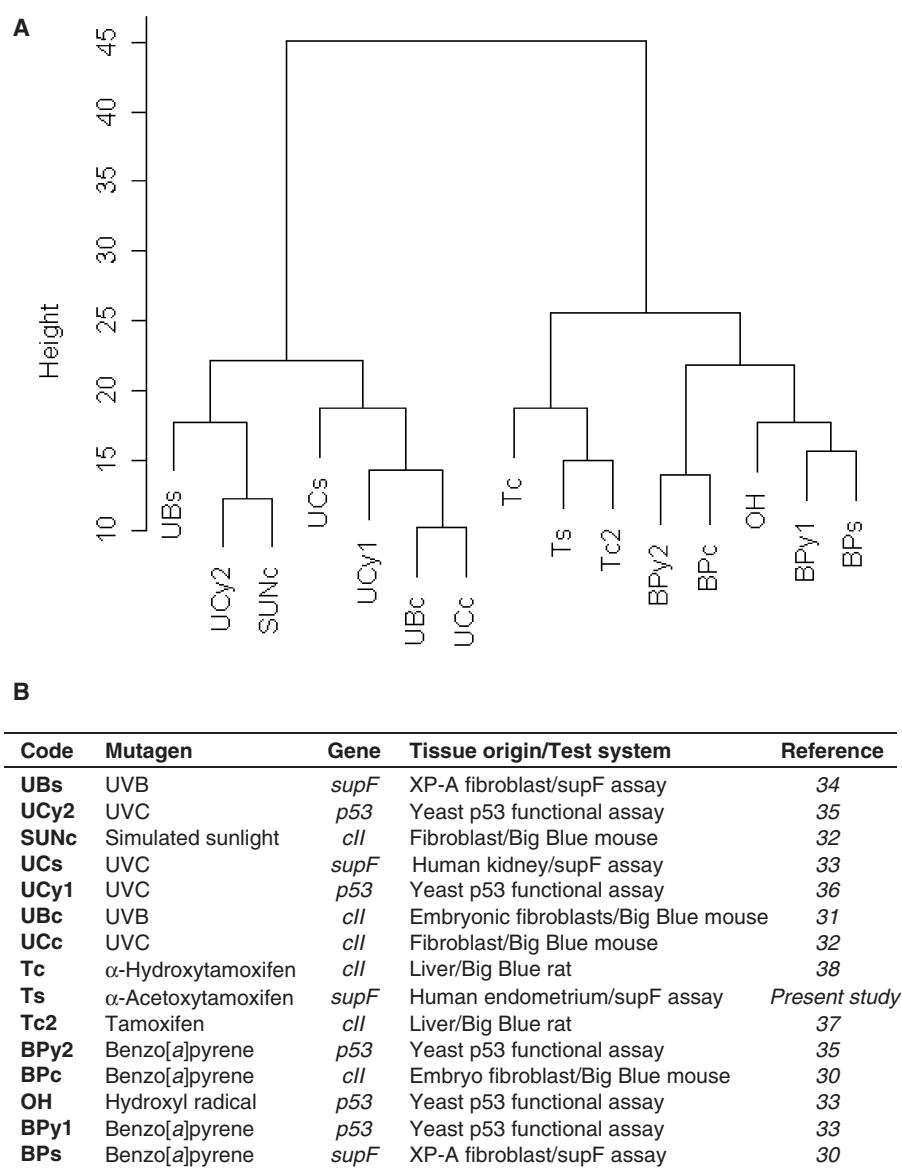 A
45
40
35
30
25
20
15
10
Height
UBs
UCy2
SUNc
UCs
UCy1
UBc
UCc
Tc
Ts
Tc2
BPy2
BPc
OH
BPy1
BPs
B
Code Mutagen Gene Tissue origin/Test system Reference
UBs UVB supF XP-A fibroblast/supF assay 34
UCy2 UVC p53 Yeast p53 functional assay 35
SUNc Simulated sunlight cII Fibroblast/Big Blue mouse 32
UCs UVC supF Human kidney/supF assay 33
UCy1 UVC p53 Yeast p53 functional assay 36
UBc UVB cII Embryonic fibroblasts/Big Blue mouse 31
UCc UVC cII Fibroblast/Big Blue mouse 32
Tc α-Hydroxytamoxifen cII Liver/Big Blue rat 38
Ts α-Acetoxytamoxifen supF Human endometrium/supF assay Present study
Tc2 Tamoxifen cII Liver/Big Blue rat 37
BPy2 Benzo[a]pyrene p53 Yeast p53 functional assay 35
BPc Benzo[a]pyrene cII Embryo fibroblast/Big Blue mouse 30
OH Hydroxyl radical p53 Yeast p53 functional assay 33
BPy1 Benzo[a]pyrene p53 Yeast p53 functional assay 33
BPs Benzo[a]pyrene supF XP-A fibroblast/supF assay 30